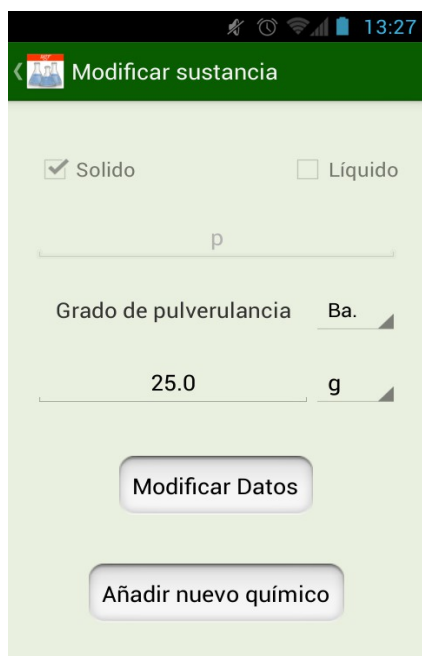 13:27
Modificar sustancia
Solido Líquido
p
Grado de pulverulancia Ba.
25.0 g
Modificar Datos
Añadir nuevo químico